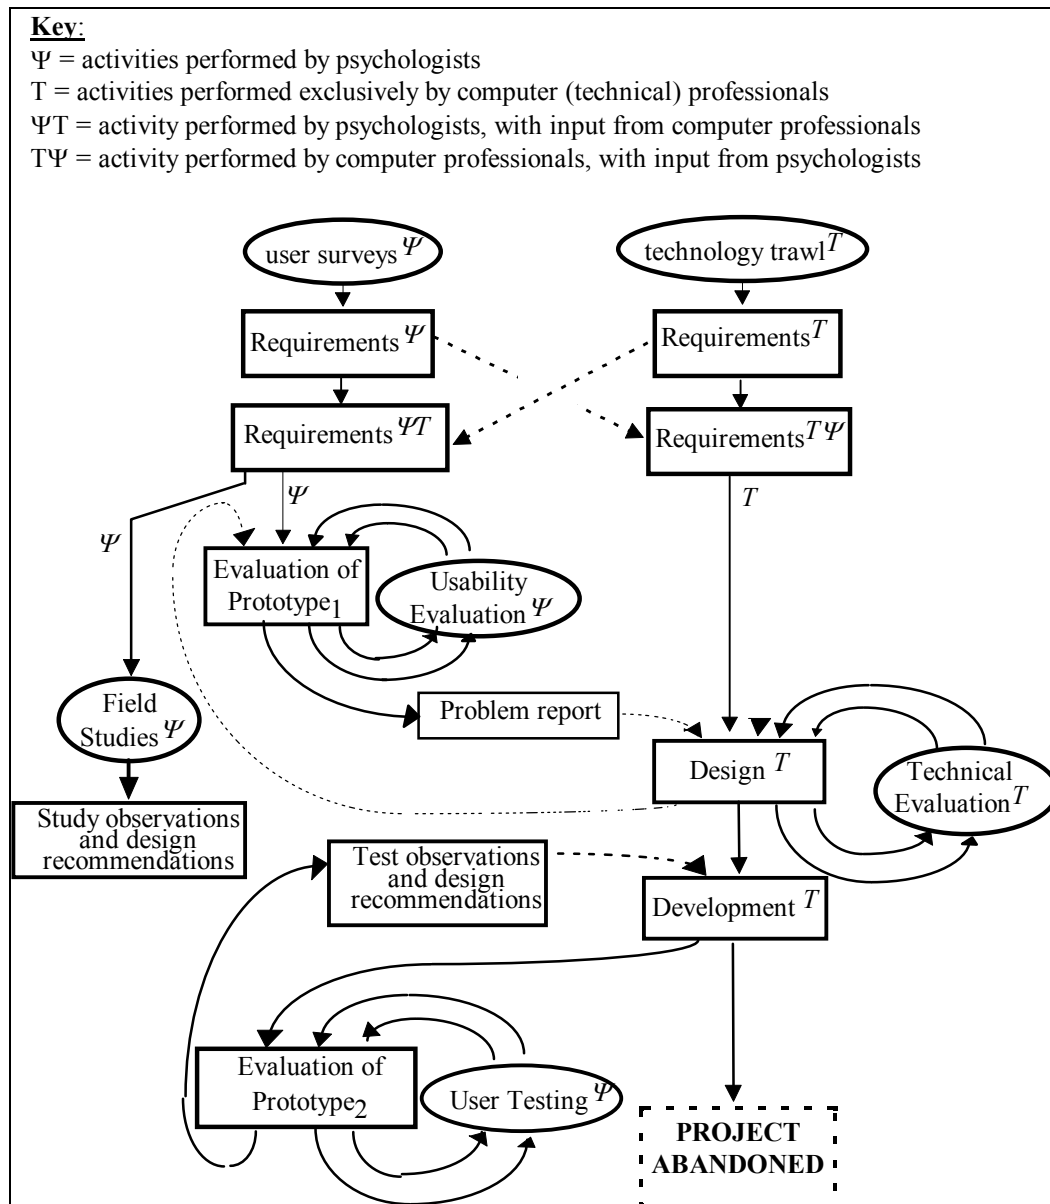 Key:
Ψ = activities performed by psychologists
T = activities performed exclusively by computer (technical) professionals
ΨT = activity performed by psychologists, with input from computer professionals
TΨ = activity performed by computer professionals, with input from psychologists
user surveys Ψ
technology trawl T
Requirements Ψ
Requirements T
Requirements ΨT
Requirements TΨ
Ψ
T
Ψ
Evaluation of
Prototype1
Usability
Evaluation Ψ
Field
Studies Ψ
Problem report
Design T
Technical
Evaluation T
Study observations
and design
recommendations
Test observations
and design
recommendations
Development T
Evaluation of
Prototype2
User Testing Ψ
PROJECT
ABANDONED